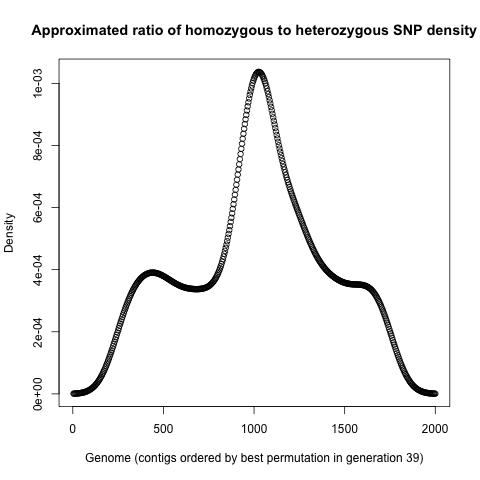 Approximated ratio of homozygous to heterozygous SNP density
1e-03
8e-04
6e-04
4e-04
2e-04
0e+00
Density
0 500 1000 1500 2000
Genome (contigs ordered by best permutation in generation 39)